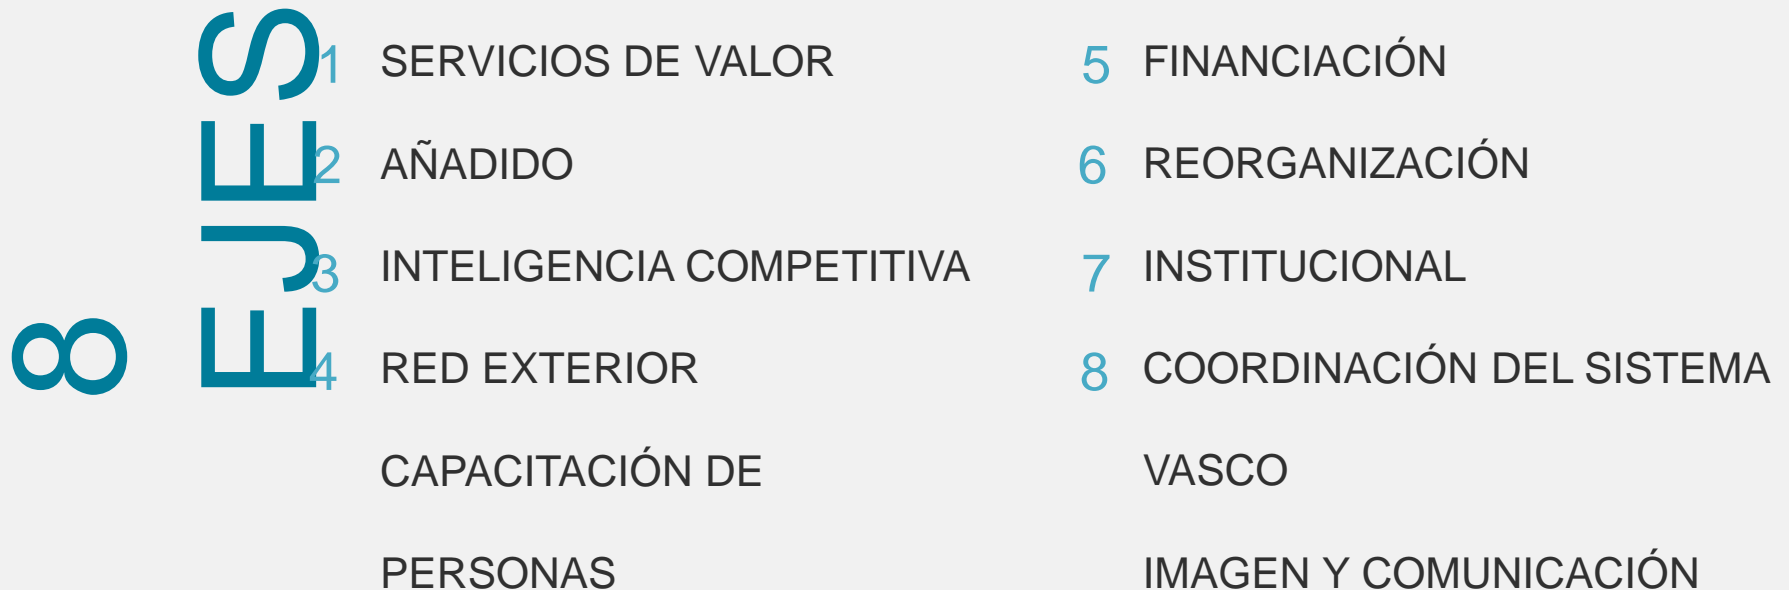 8
EJES
1 SERVICIOS DE VALOR
2 AÑADIDO
3 INTELIGENCIA COMPETITIVA
4 RED EXTERIOR
CAPACITACIÓN DE
PERSONAS
5 FINANCIACIÓN
6 REORGANIZACIÓN
7 INSTITUCIONAL
8 COORDINACIÓN DEL SISTEMA
VASCO
IMAGEN Y COMUNICACIÓN